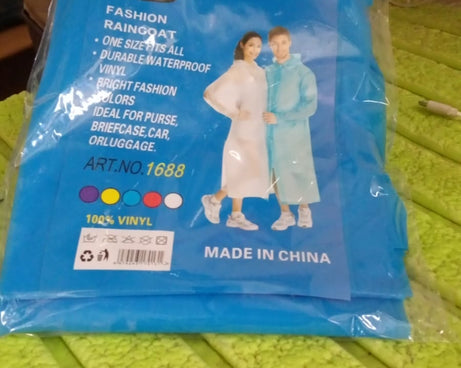 FASHION
RAINCOAT
• ONE SIZE FITS ALL
• DURABLE WATERPROOF
VINYL
• BRIGHT FASHION
COLORS
IDEAL FOR PURSE,
BRIEFCASE,CAR,
ORLUGGAGE.
ART.NO.1688
100% VINYL
MADE IN CHINA